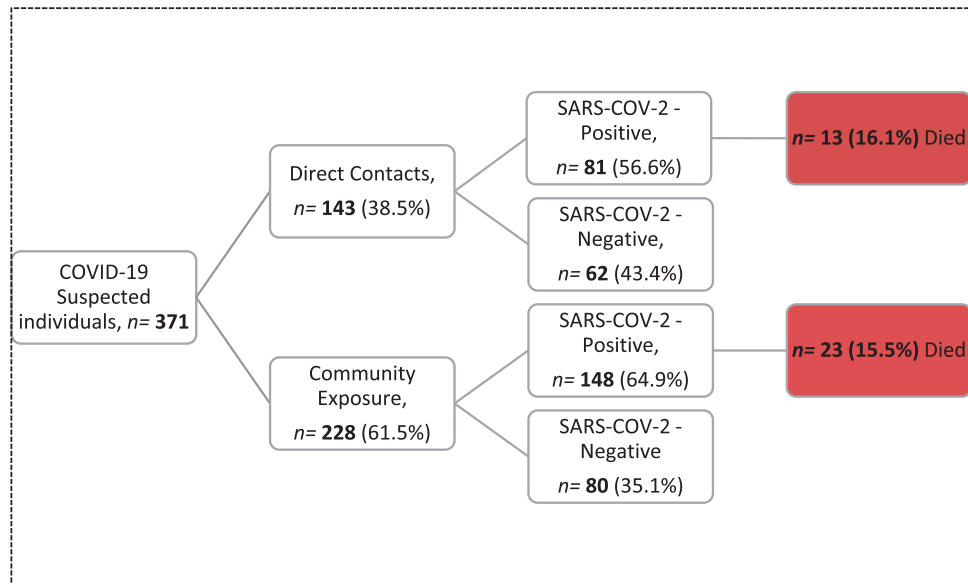 COVID-19
Suspected
individuals, n= 371
Direct Contacts,
n= 143 (38.5%)
SARS-COV-2 -
Positive,
n= 81 (56.6%)
n= 13 (16.1%) Died
SARS-COV-2 -
Negative,
n= 62 (43.4%)
Community
Exposure,
n= 228 (61.5%)
SARS-COV-2 -
Positive,
n= 148 (64.9%)
n= 23 (15.5%) Died
SARS-COV-2 -
Negative
n= 80 (35.1%)